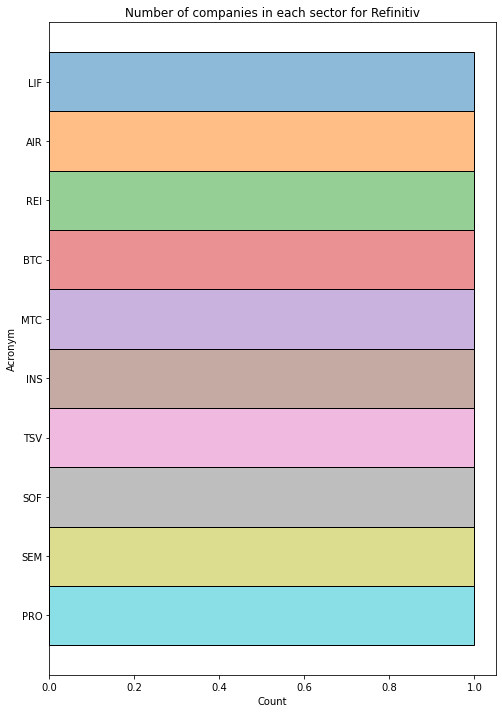 Number of companies in each sector for Refinitiv
LIF
AIR
REI
BTC
MTC
INS
TSV
SOF
SEM
PRO
Acronym
0.0 0.2 0.4 0.6 0.8 1.0
Count